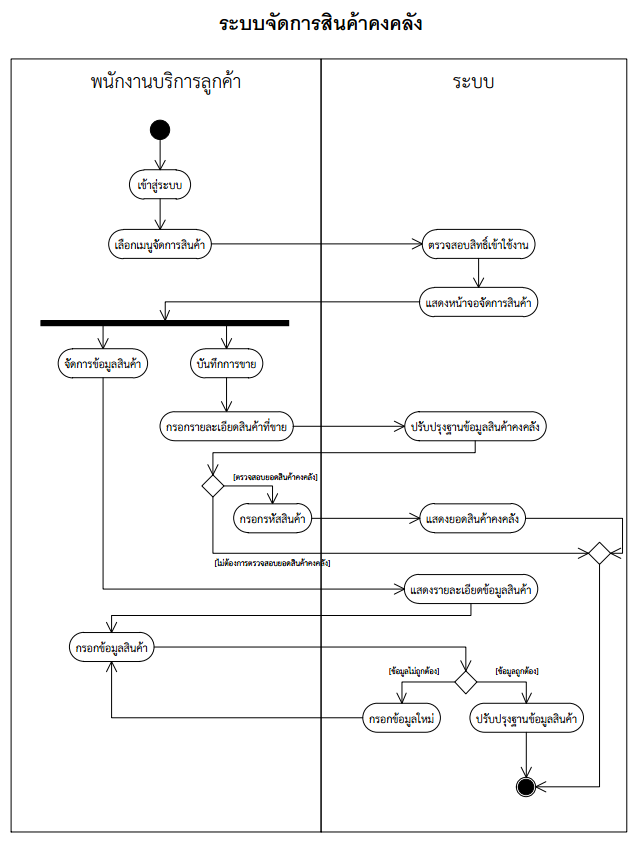 ระบบจัดการสินค้าคงคลัง
พนักงานบริการลูกค้า
ระบบ
เข้าสู่ระบบ
เลือกเมนูจัดการสินค้า
ตรวจสอบสิทธิ์เข้าใช้งาน
แสดงหน้าจอจัดการสินค้า
จัดการข้อมูลสินค้า
บันทึกการขาย
กรอกรายละเอียดสินค้าที่ขาย
ปรับปรุงฐานข้อมูลสินค้าคงคลัง
[ตรวจสอบยอดสินค้าคงคลัง]
กรอกรหัสสินค้า
แสดงยอดสินค้าคงคลัง
[ไม่ต้องการตรวจสอบยอดสินค้าคงคลัง]
แสดงรายละเอียดข้อมูลสินค้า
กรอกข้อมูลสินค้า
[ข้อมูลไม่ถูกต้อง]
[ข้อมูลถูกต้อง]
กรอกข้อมูลใหม่
ปรับปรุงฐานข้อมูลสินค้า